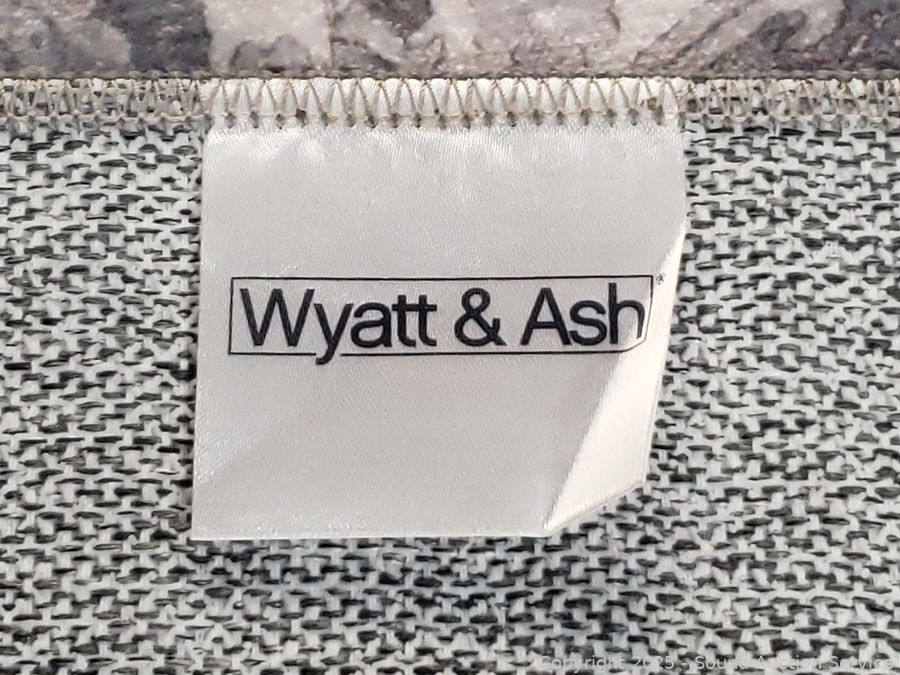 Wyatt & Ash®
Copyright 2025 - Sound Auction Service